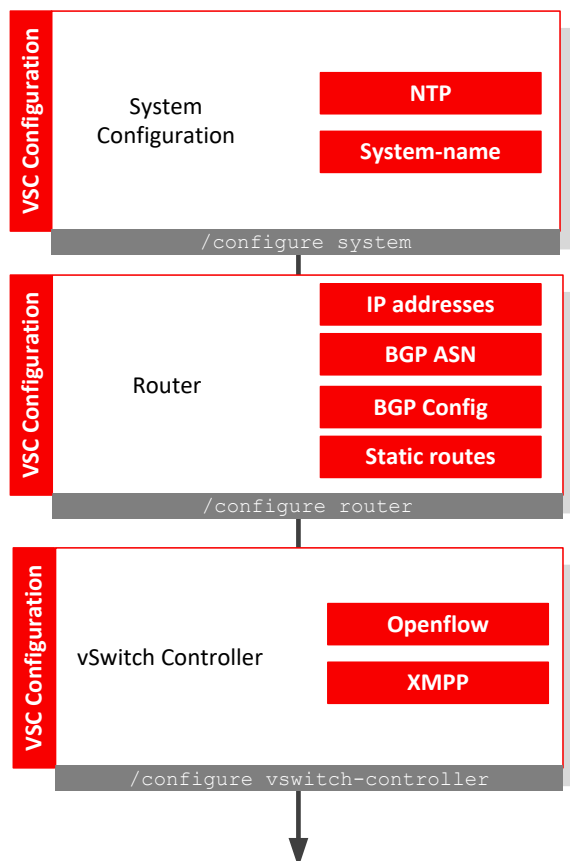 VSC Configuration
System
Configuration
NTP
System-name
/configure system
VSC Configuration
Router
IP addresses
BGP ASN
BGP Config
Static routes
/configure router
VSC Configuration
vSwitch Controller
Openflow
XMPP
/configure vswitch-controller